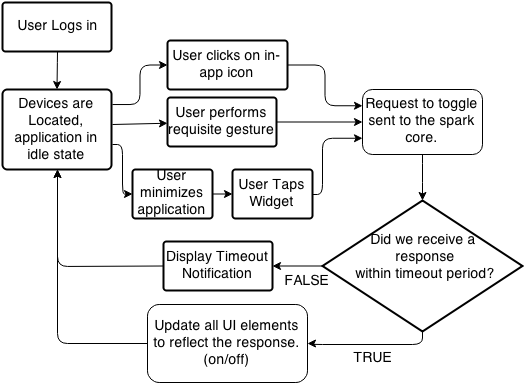 User Logs in
Devices are
Located,
application in
idle state
User clicks on in-
app icon
User performs
requisite gesture
User
minimizes
application
User Taps
Widget
Request to toggle
sent to the spark
core.
Did we receive a
response
within timeout period?
FALSE
Display Timeout
Notification
TRUE
Update all UI elements
to reflect the response.
(on/off)